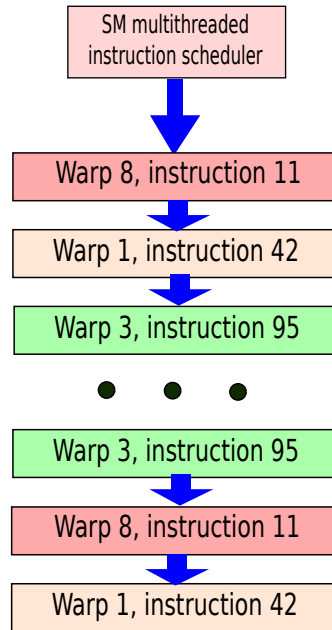 SM multithreaded
instruction scheduler
Warp 8, instruction 11
Warp 1, instruction 42
Warp 3, instruction 95
Warp 3, instruction 95
Warp 8, instruction 11
Warp 1, instruction 42